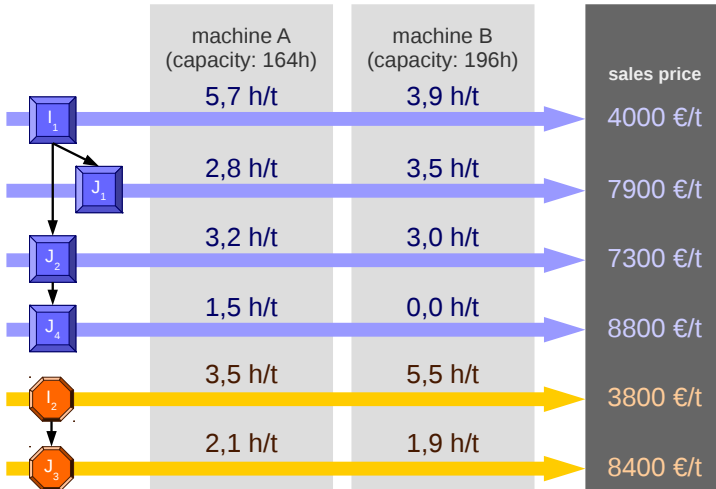 machine A
(capacity: 164h)
machine B
(capacity: 196h)
sales price
I1
5,7 h/t
3,9 h/t
4000 €/t
J1
2,8 h/t
3,5 h/t
7900 €/t
J2
3,2 h/t
3,0 h/t
7300 €/t
J4
1,5 h/t
0,0 h/t
8800 €/t
I2
3,5 h/t
5,5 h/t
3800 €/t
J3
2,1 h/t
1,9 h/t
8400 €/t